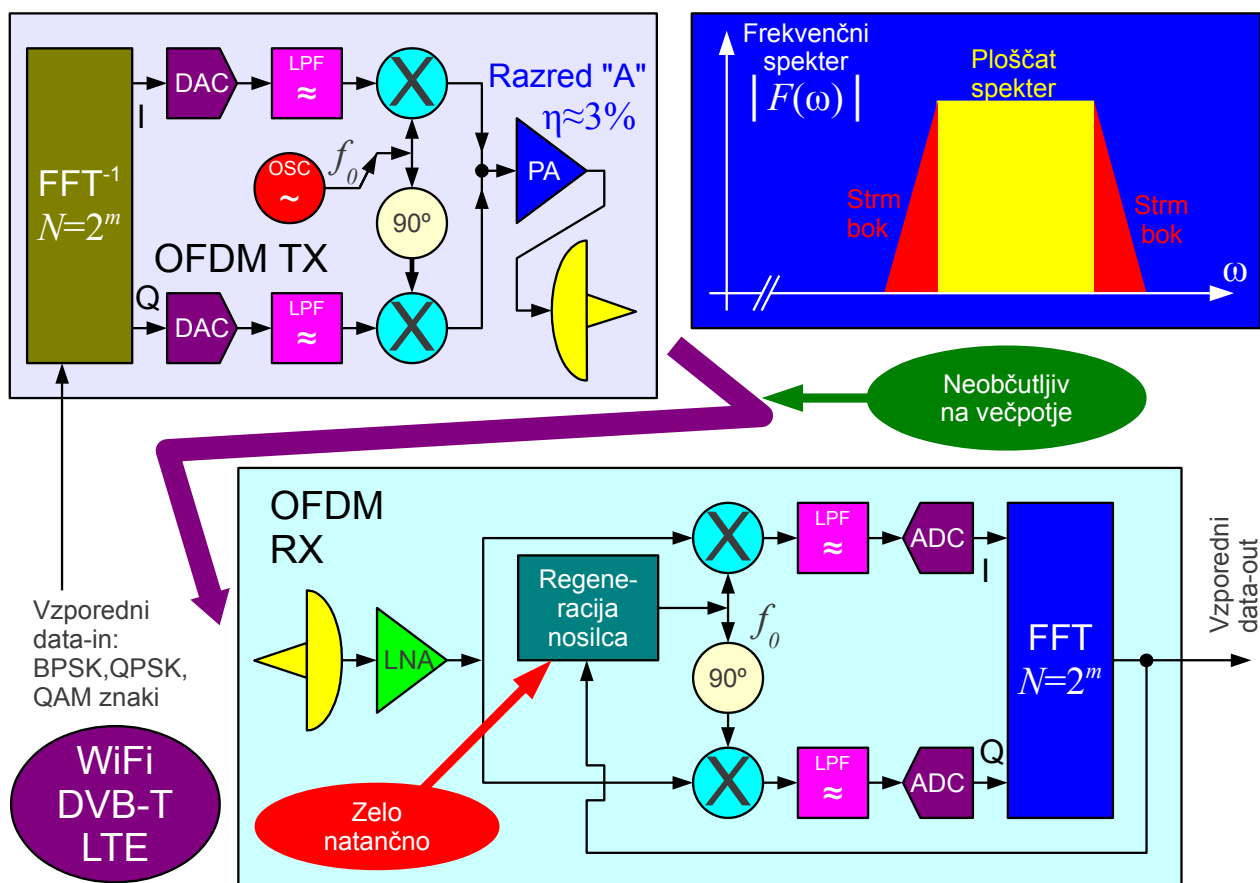 DAC
LPF
≈
X
Razred "A"
η≈3%
I
OSC
~
f₀
PA
FFT⁻¹
N=2ᵐ
90º
OFDM TX
Q
DAC
LPF
≈
X
Frekvenčni
spekter
|F(ω)|
Ploščat
spekter
Strm
bok
Strm
bok
ω
Neobčutljiv
na večpotje
Vzporedni
data-in:
BPSK,QPSK,
QAM znaki
WiFi
DVB-T
LTE
OFDM
RX
X
LPF
≈
ADC
I
Regene-
racija
nosilca
f₀
LNA
90º
FFT
N=2ᵐ
Q
X
LPF
≈
ADC
Zelo
natančno
Vzporedni
data-out